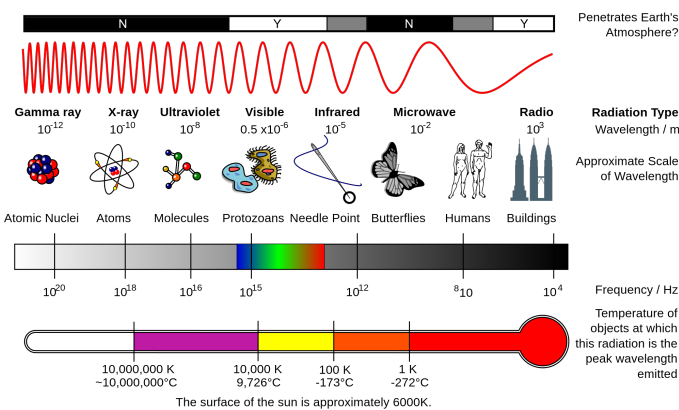 N Y N Y
Penetrates Earth's
Atmosphere?
Gamma ray X-ray Ultraviolet Visible Infrared Microwave Radio Radiation Type
10-12 10-10 10-8 0.5 x10-6 10-5 10-2 103 Wavelength / m
Approximate Scale
of Wavelength
Atomic Nuclei Atoms Molecules Protozoans Needle Point Butterflies Humans Buildings
1020 1018 1016 1015 1012 810 10-4 Frequency / Hz
Temperature of
objects at which
this radiation is the
peak wavelength
emitted
10,000,000 K 10,000 K 100 K 1 K
~10,000,000°C 9,726°C -173°C -272°C
The surface of the sun is approximately 6000K.